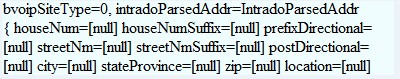 bvoipSiteType=0, intradoParsedAddr=IntradoParsedAddr
{ houseNum=[null] houseNumSuffix=[null] prefixDirectional=
[null] streetNm=[null] streetNmSuffix=[null] postDirectional=
[null] city=[null] stateProvince=[null] zip=[null] location=[null]